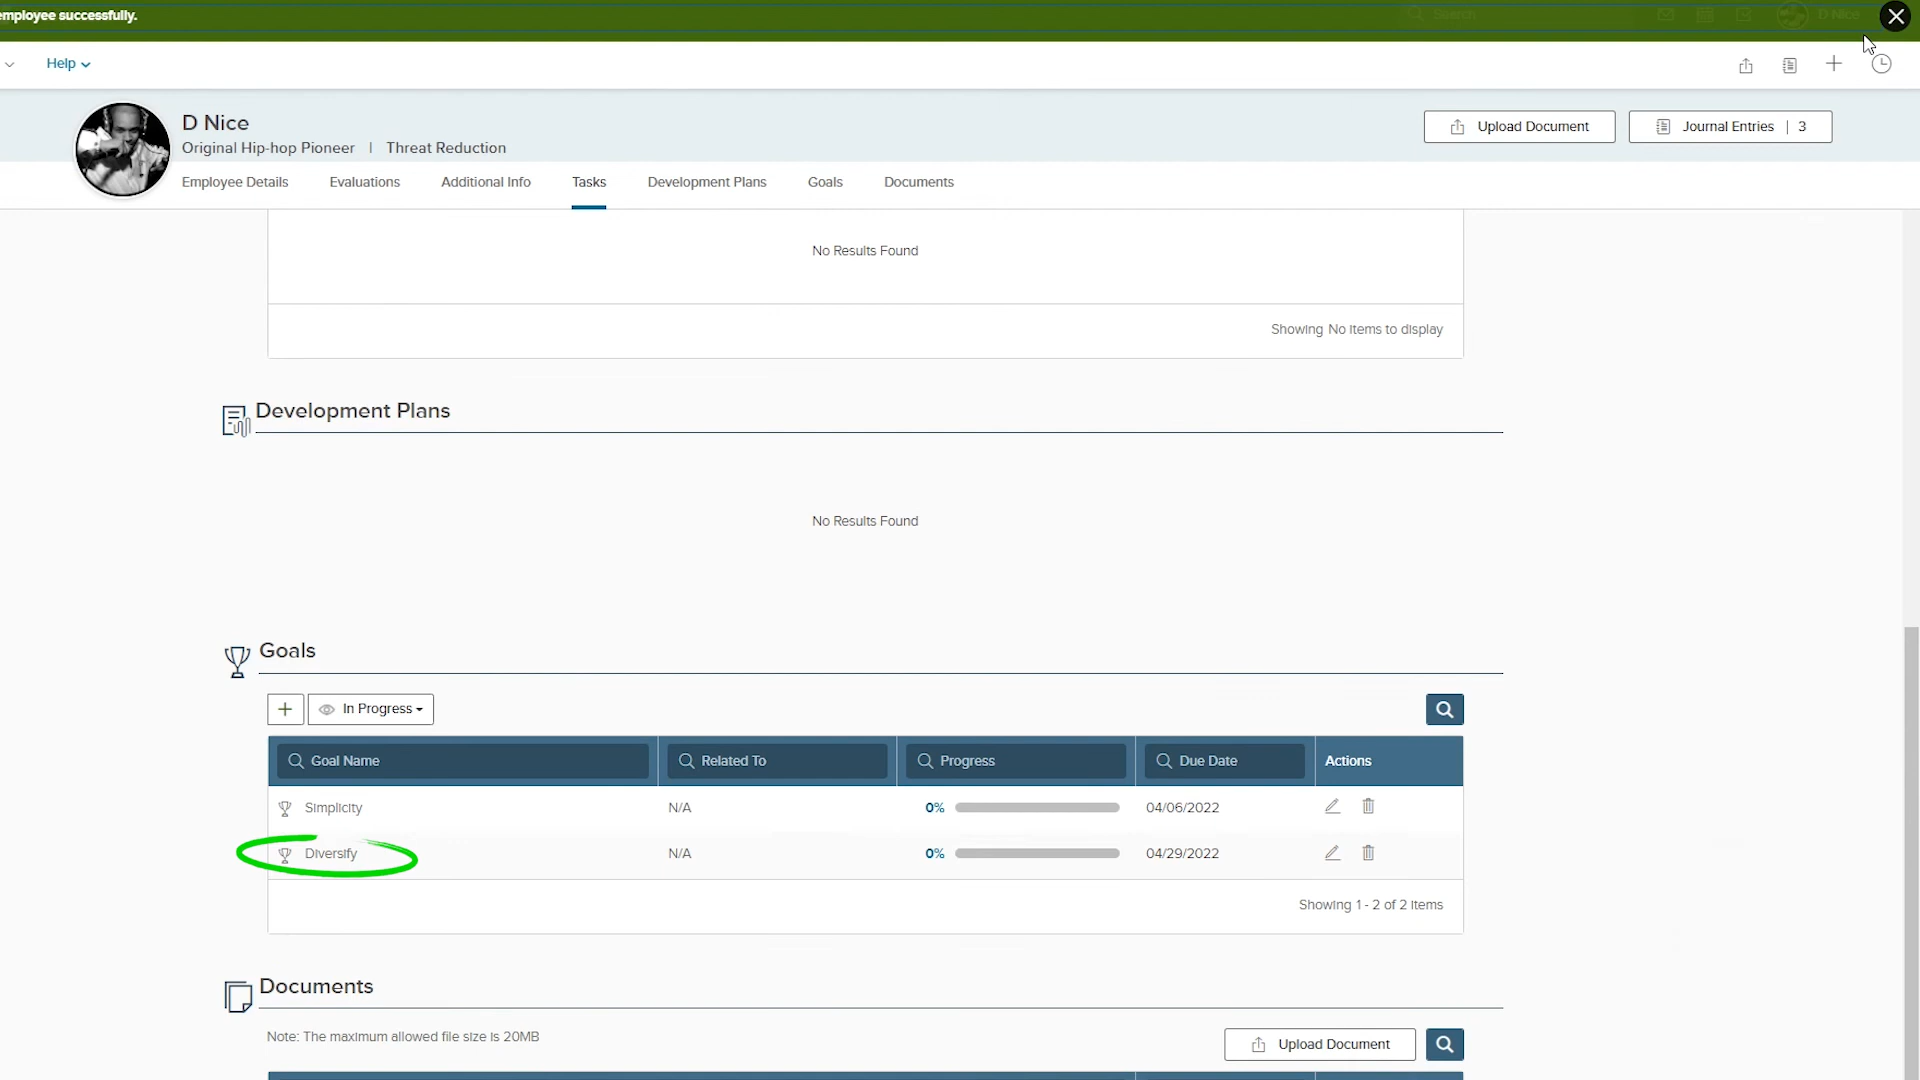 employee successfully.
Search
D Nice
Help
D Nice
Upload Document
Journal Entries | 3
Original Hip-hop Pioneer | Threat Reduction
Employee Details
Evaluations
Additional Info
Tasks
Development Plans
Goals
Documents
No Results Found
Showing No items to display
Development Plans
No Results Found
Goals
In Progress
Goal Name
Related To
Progress
Due Date
Actions
Simplicity
N/A
0%
04/06/2022
Diversify
N/A
0%
04/29/2022
Showing 1 - 2 of 2 items
Documents
Note: The maximum allowed file size is 20MB
Upload Document